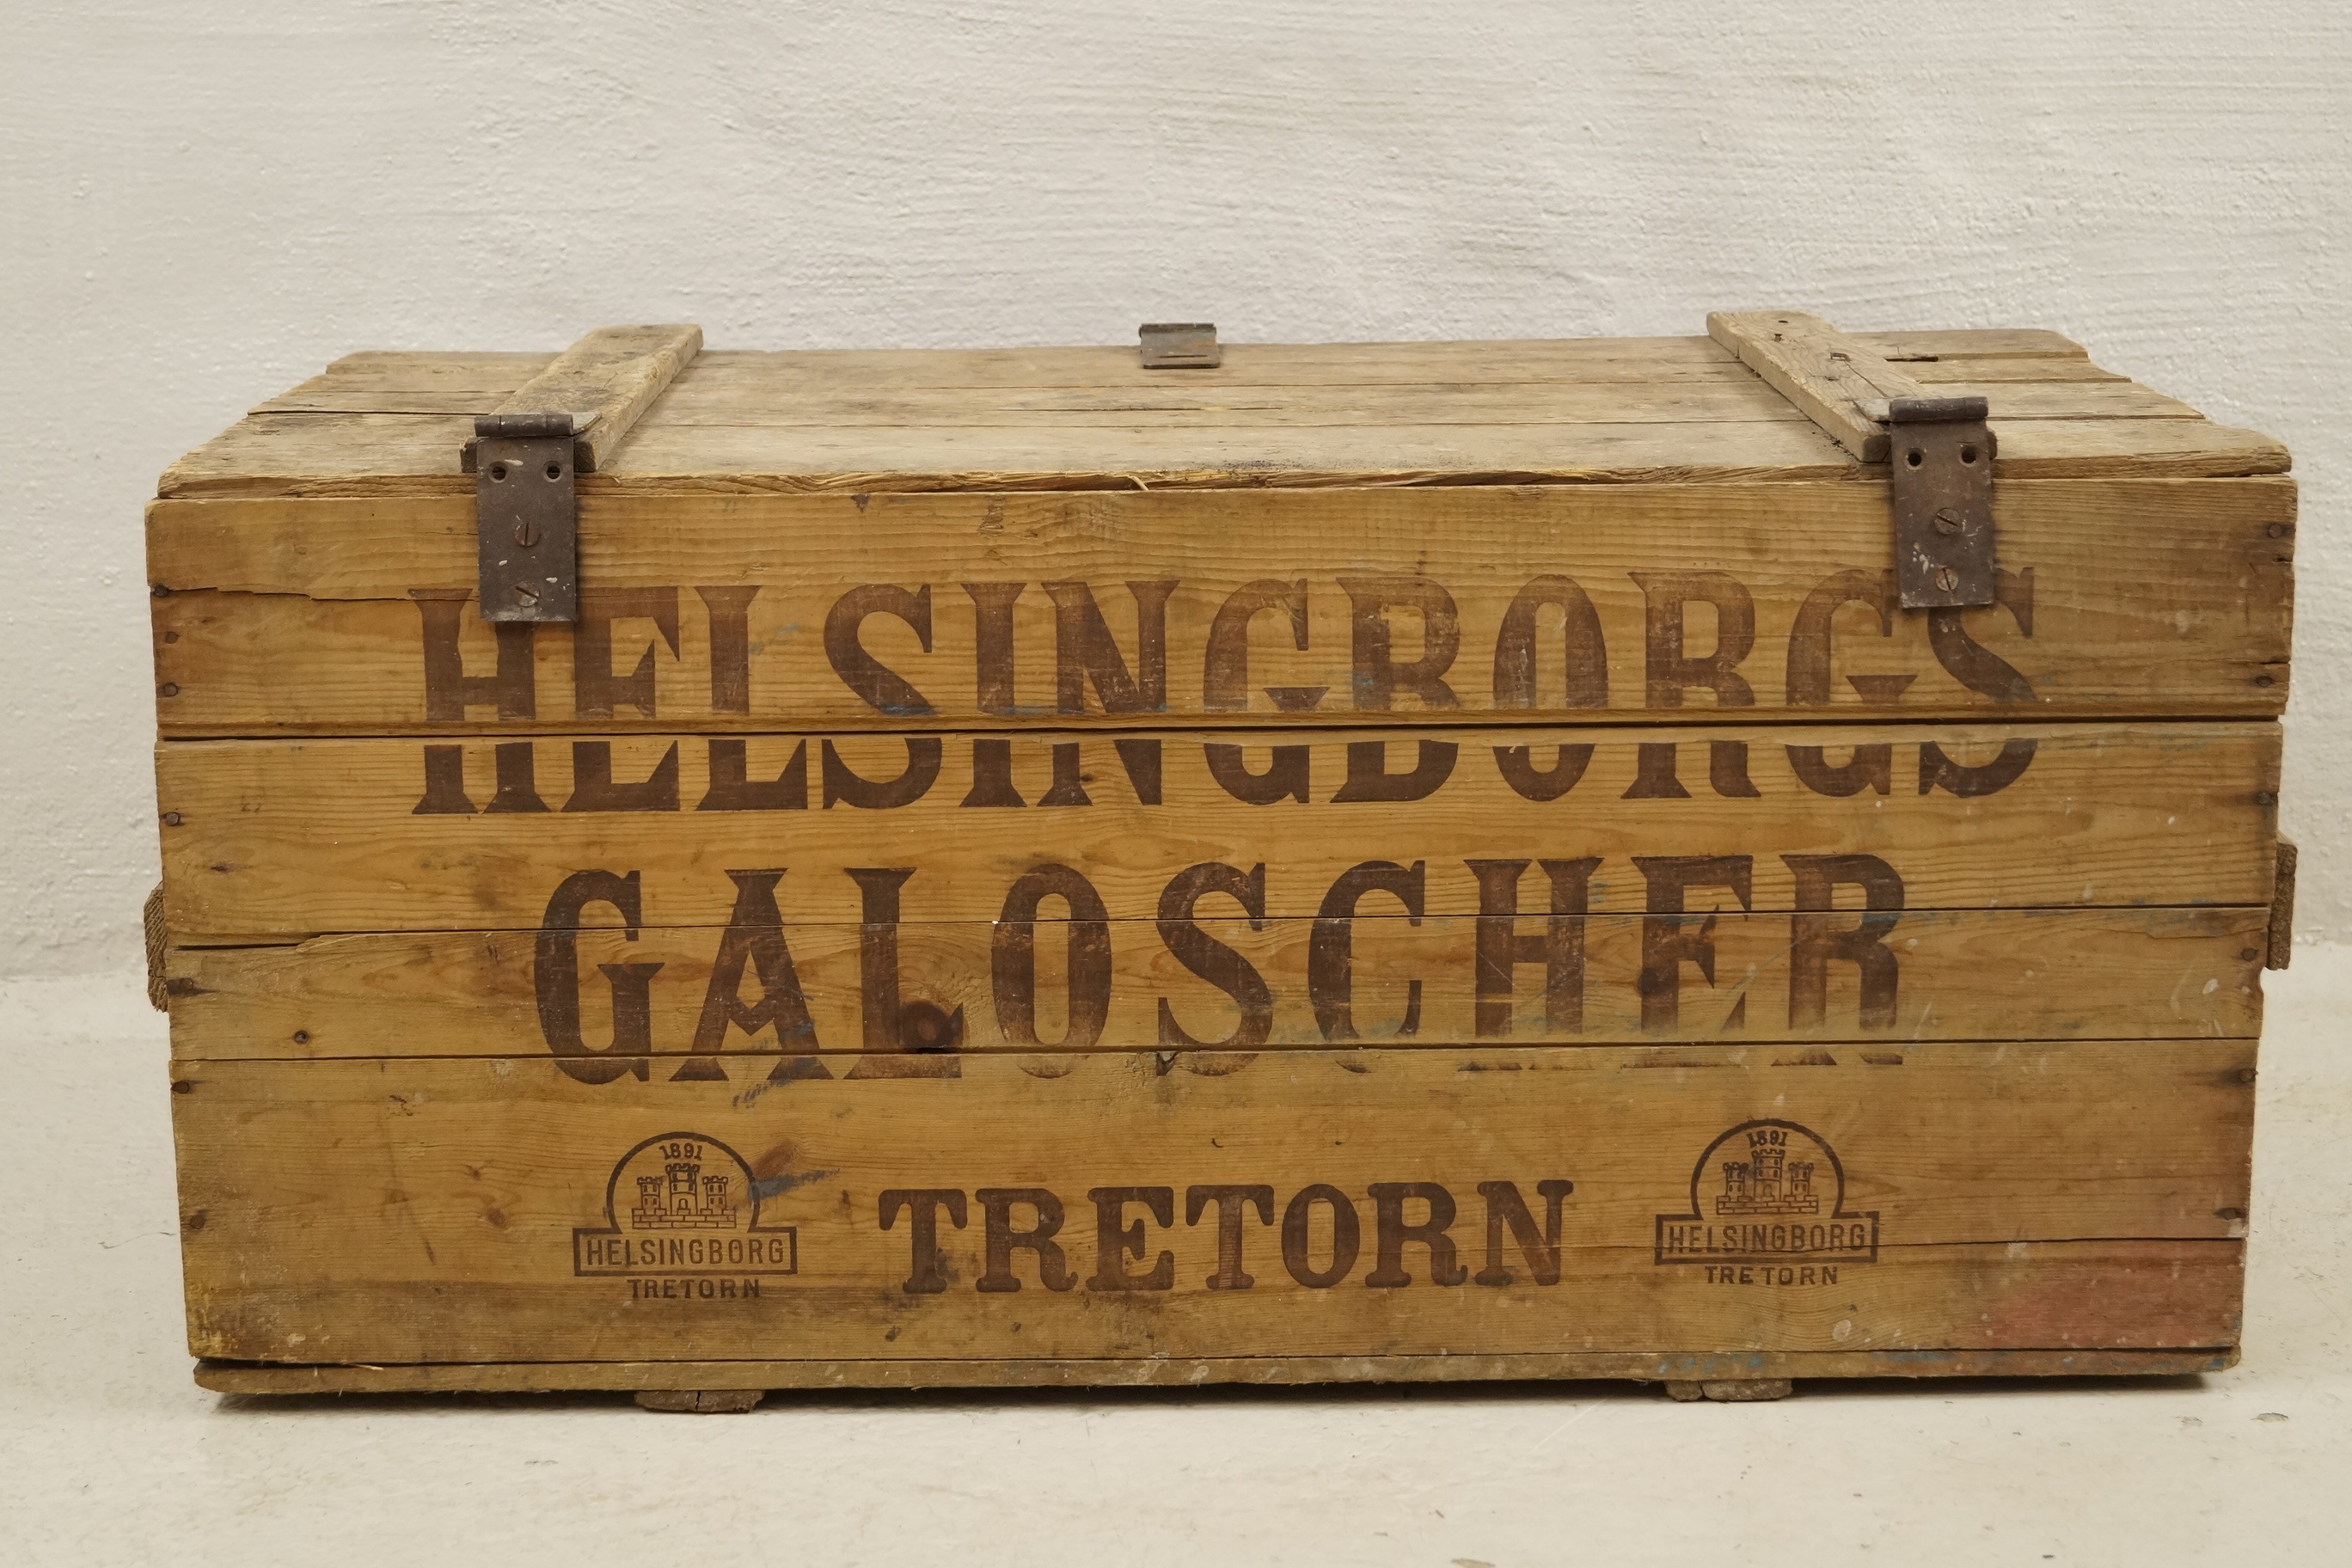 HELSINGBORGS
GALOSCHER
1891
HELSINGBORG
TRETORN
TRETORN
1891
HELSINGBORG
TRETORN